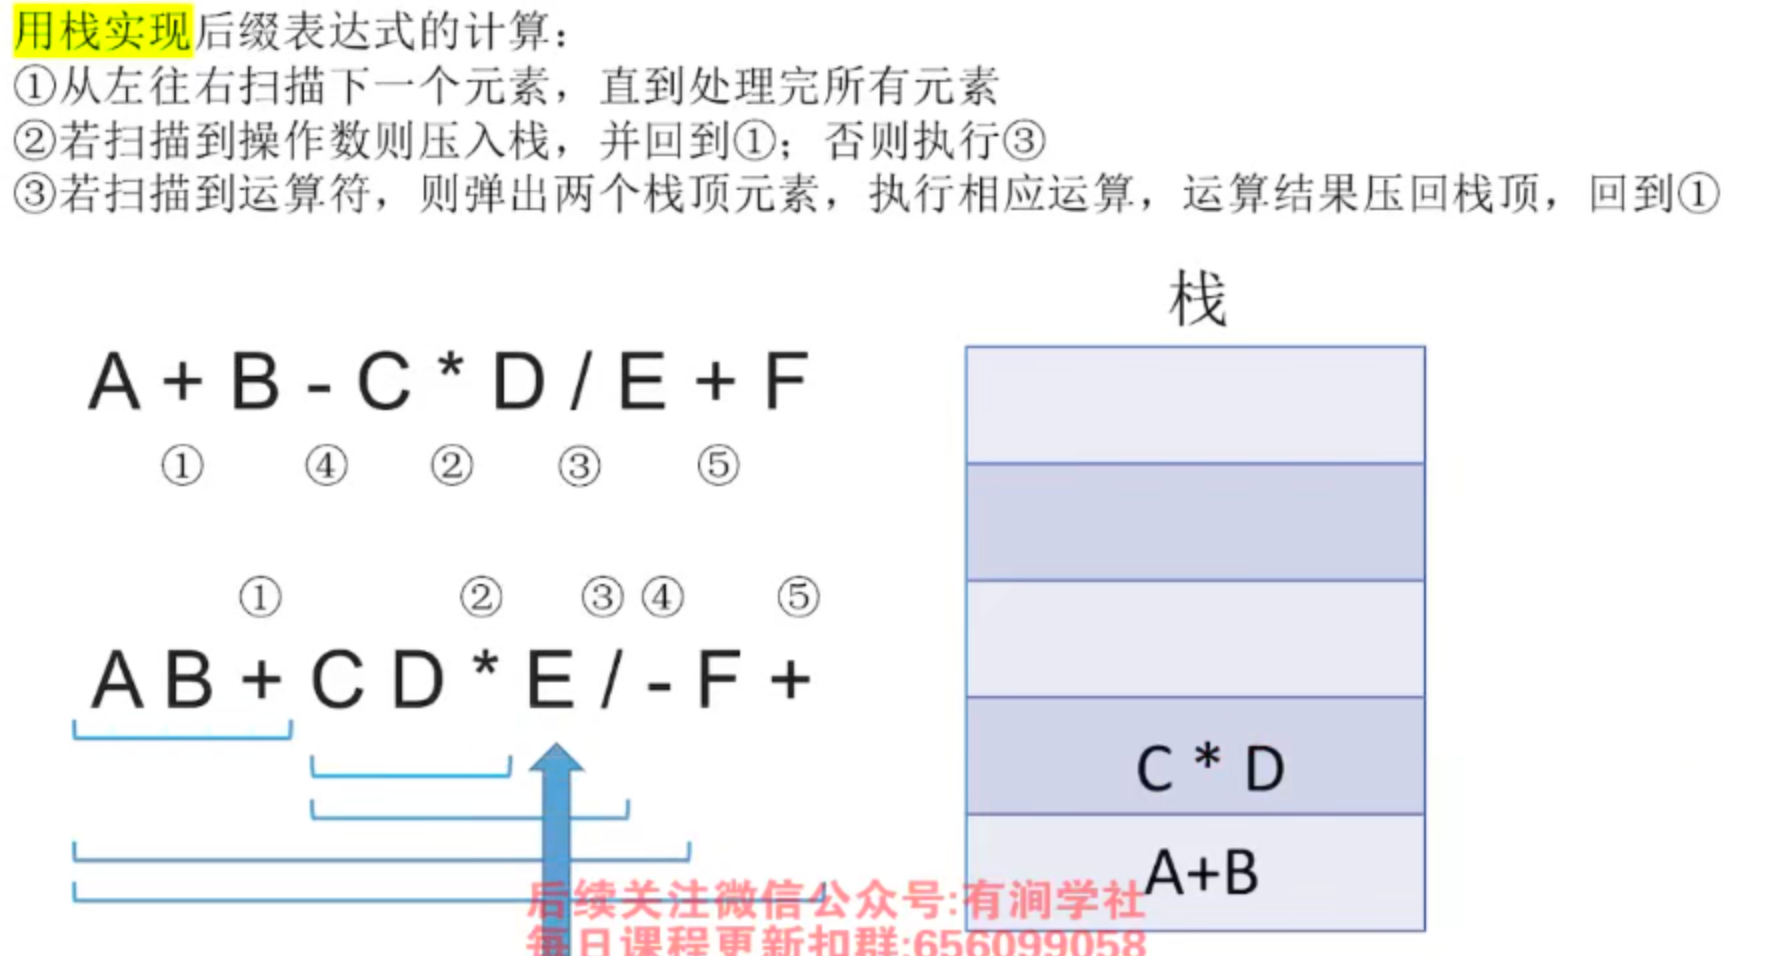 用栈实现后缀表达式的计算：
①从左往右扫描下一个元素，直到处理完所有元素
②若扫描到操作数则压入栈，并回到①；否则执行③
③若扫描到运算符，则弹出两个栈顶元素，执行相应运算，运算结果压回栈顶，回到①
栈
A + B - C * D / E + F
① ④ ② ③ ⑤
① ② ③ ④ ⑤
A B + C D * E / - F +
C * D
A+B
后续关注微信公众号:有涧学社
每日课程更新扣群:656099058